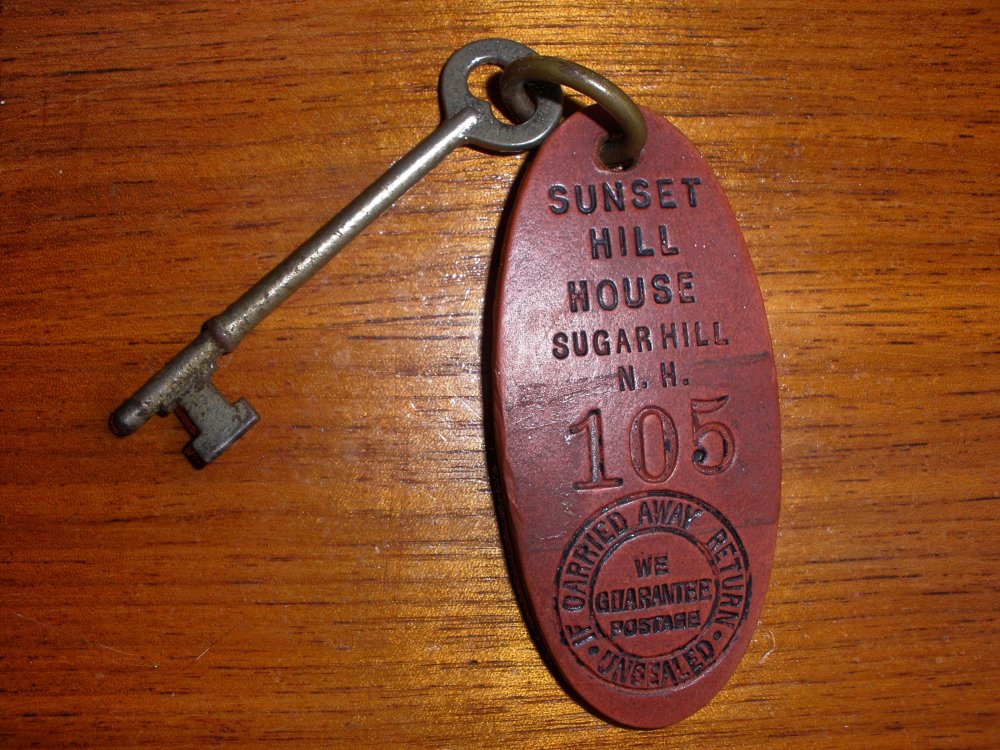 SUNSET
HILL
HOUSE
SUGAR HILL
N. H.
105
IF CARRIED AWAY RETURN
• UNSEALED •
WE
GUARANTEE
POSTAGE